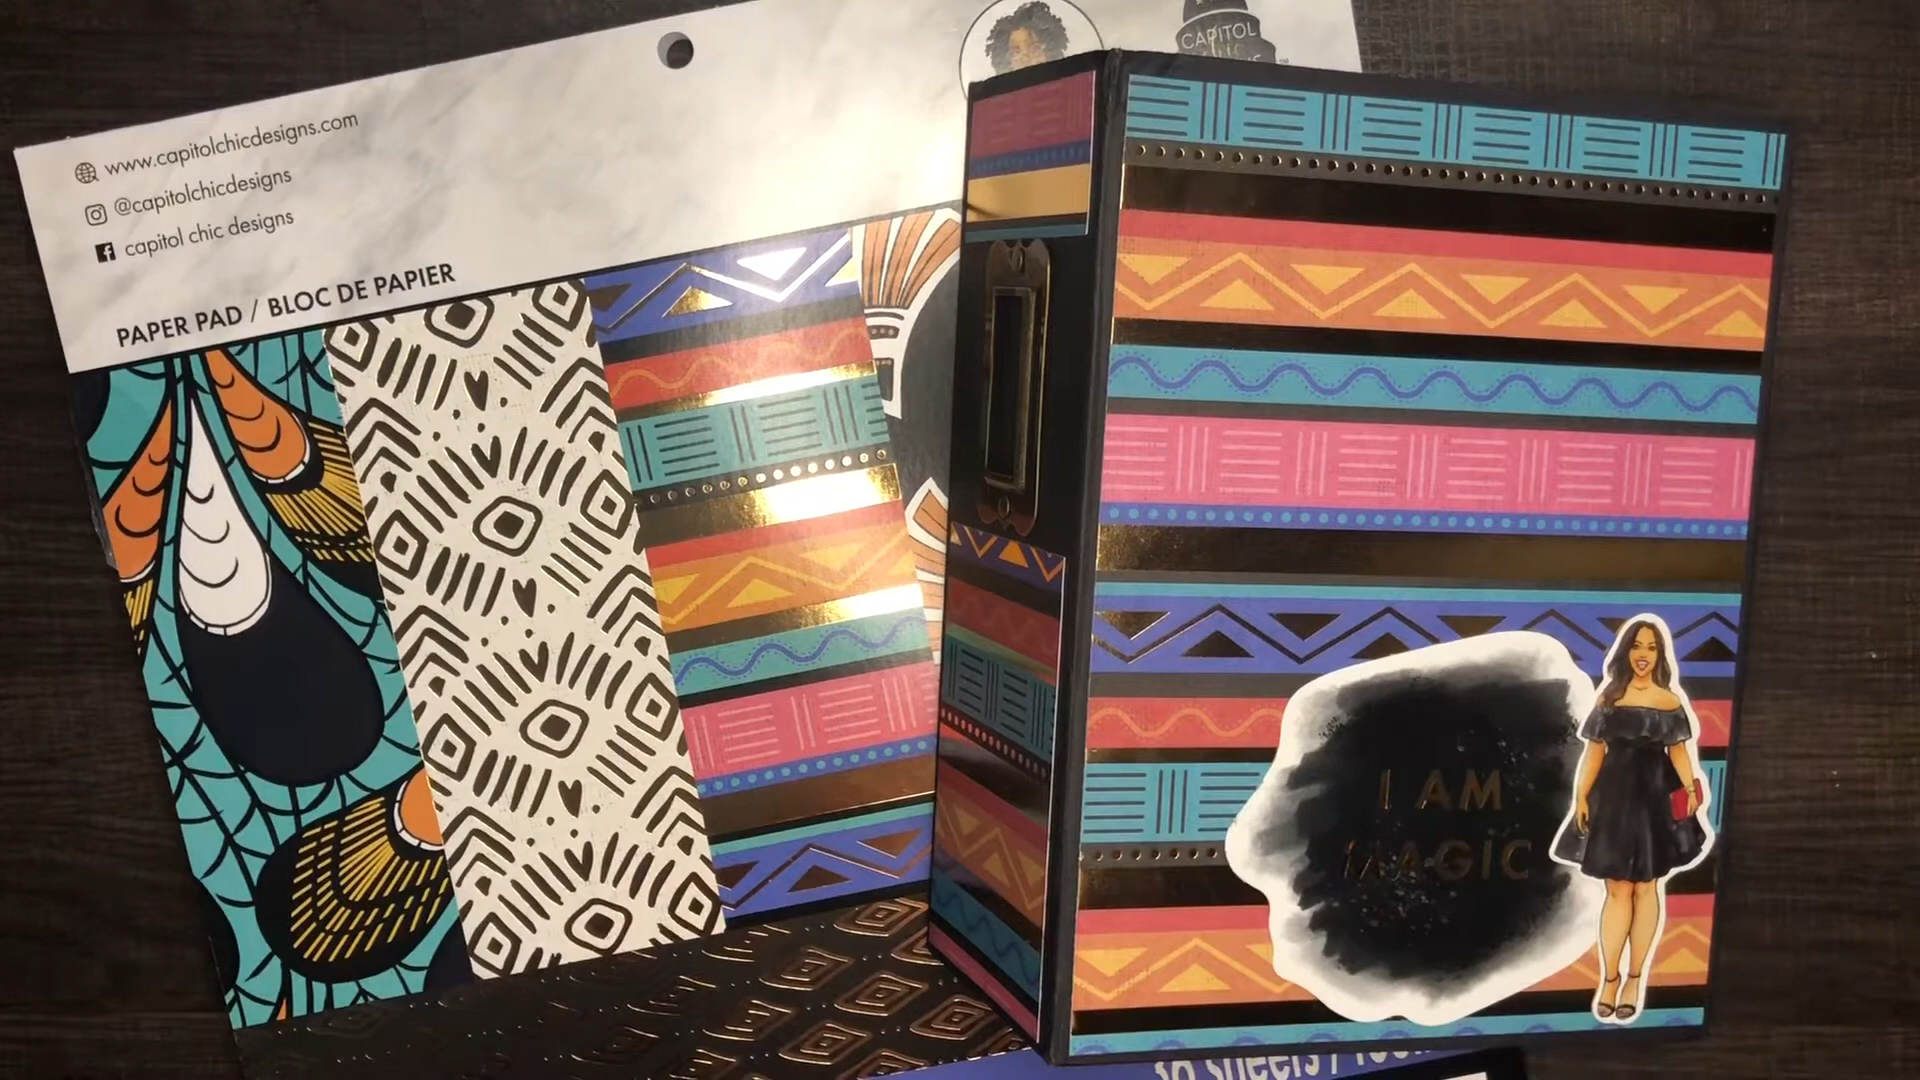 www.capitolchicdesigns.com
@capitolchicdesigns
capitol chic designs
PAPER PAD / BLOC DE PAPIER
CAPITOL
I AM
MAGIC